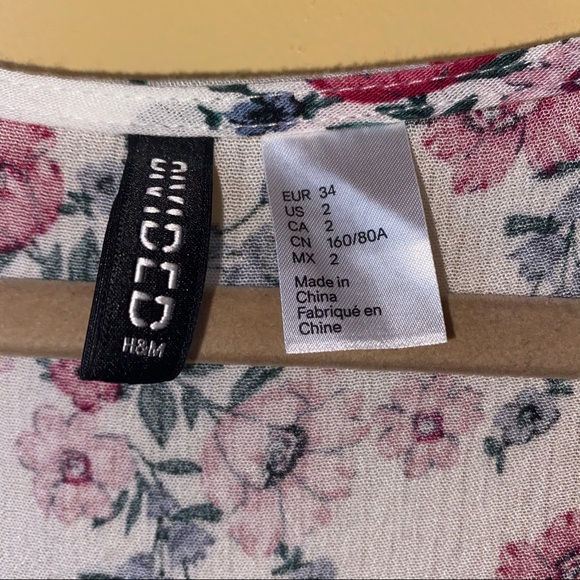 DIVIDED
H&M
EUR 34
US 2
CA 2
CN 160/80A
MX 2
Made in
China
Fabriqué en
Chine